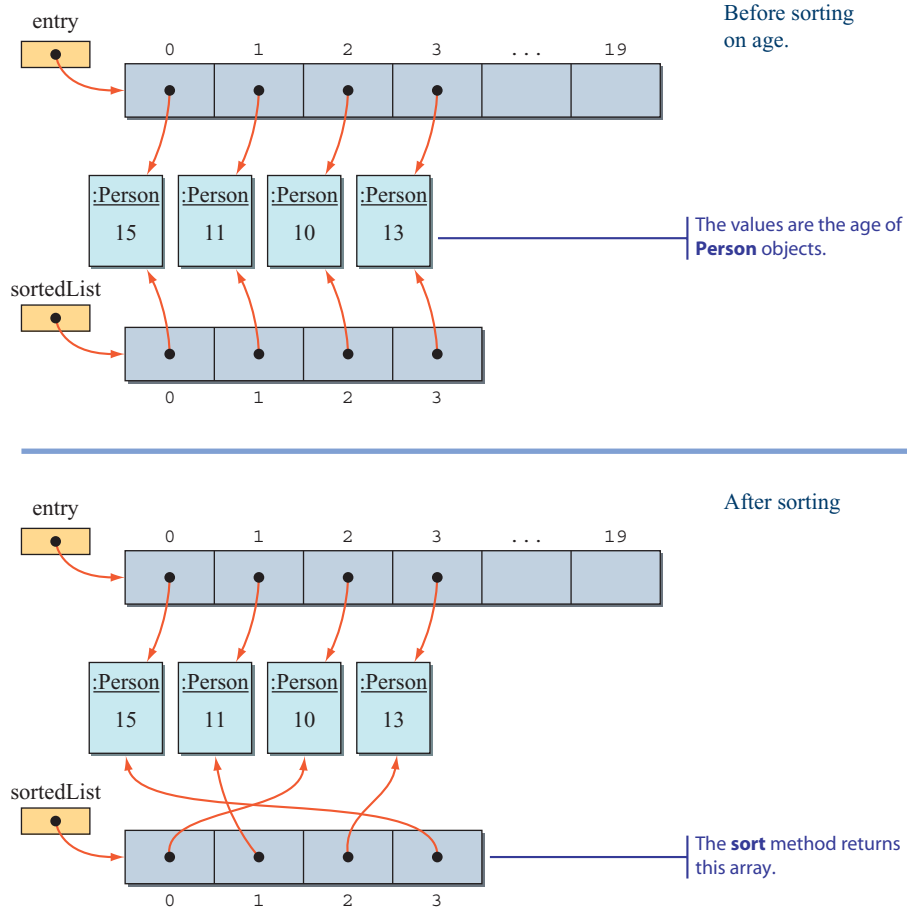 entry
Before sorting
on age.
0 1 2 3 ... 19
:Person :Person :Person :Person
15 11 10 13
The values are the age of
Person objects.
sortedList
0 1 2 3
After sorting
entry
0 1 2 3 ... 19
:Person :Person :Person :Person
15 11 10 13
sortedList
The sort method returns
this array.
0 1 2 3